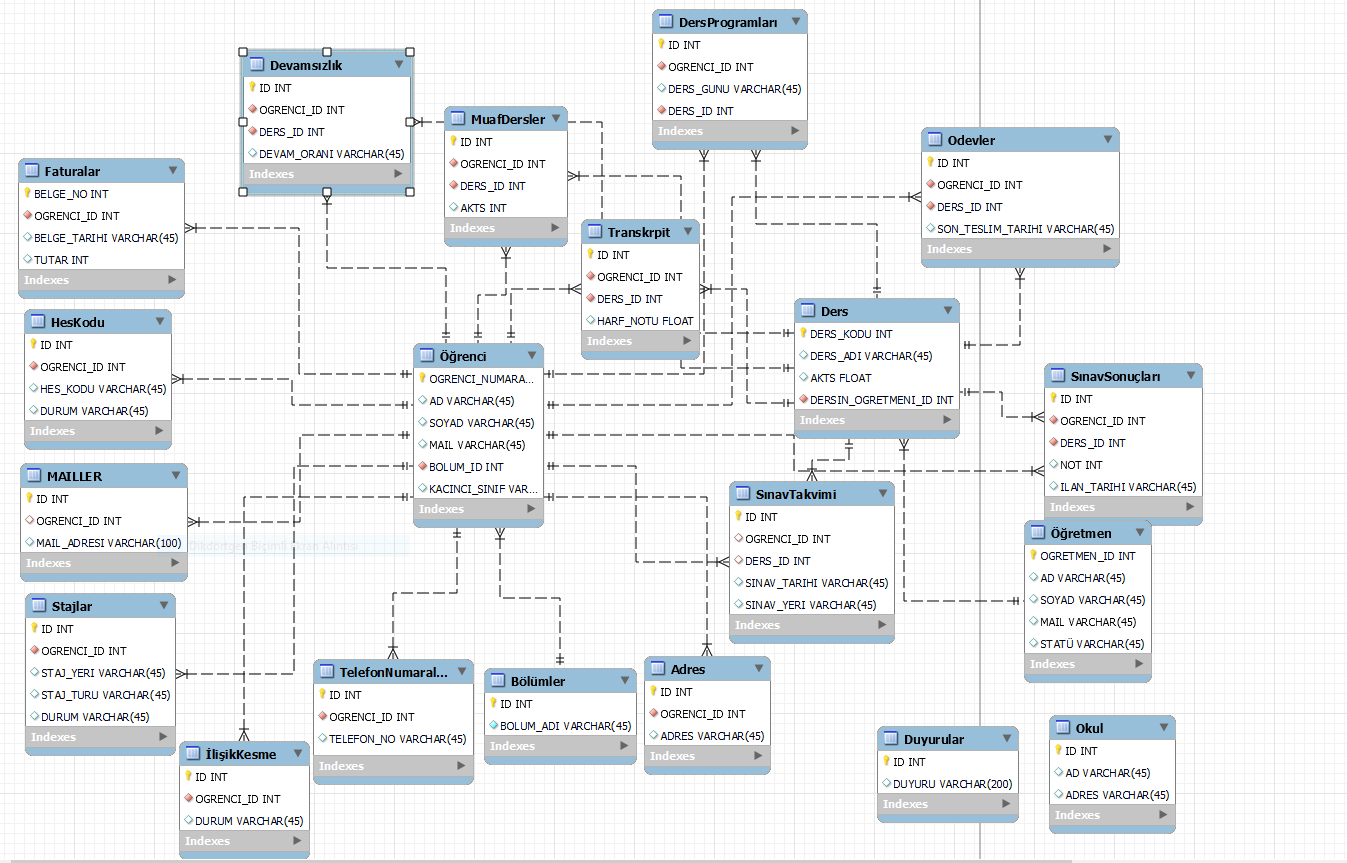 DersProgramları
ID INT
OGRENCI_ID INT
DERS_GUNU VARCHAR(45)
DERS_ID INT
Indexes
Devamsızlık
ID INT
OGRENCI_ID INT
DERS_ID INT
DEVAM_ORANI VARCHAR(45)
Indexes
MuafDersler
ID INT
OGRENCI_ID INT
DERS_ID INT
AKTS INT
Indexes
Odevler
ID INT
OGRENCI_ID INT
DERS_ID INT
SON_TESLIM_TARIHI VARCHAR(45)
Indexes
Faturalar
BELGE_NO INT
OGRENCI_ID INT
BELGE_TARIHI VARCHAR(45)
TUTAR INT
Indexes
Transkrpit
ID INT
OGRENCI_ID INT
DERS_ID INT
HARF_NOTU FLOAT
Indexes
Ders
DERS_KODU INT
DERS_ADI VARCHAR(45)
AKTS FLOAT
DERSIN_OGRETMENI_ID INT
Indexes
HesKodu
ID INT
OGRENCI_ID INT
HES_KODU VARCHAR(45)
DURUM VARCHAR(45)
Indexes
Öğrenci
OGRENCI_NUMARA...
AD VARCHAR(45)
SOYAD VARCHAR(45)
MAIL VARCHAR(45)
BOLUM_ID INT
KACINCI_SINIF VAR...
Indexes
SınavSonuçları
ID INT
OGRENCI_ID INT
DERS_ID INT
NOT INT
ILAN_TARIHI VARCHAR(45)
Indexes
MAILLER
ID INT
OGRENCI_ID INT
MAIL_ADRESI VARCHAR(100)
Indexes
SınavTakvimi
ID INT
OGRENCI_ID INT
DERS_ID INT
SINAV_TARIHI VARCHAR(45)
SINAV_YERI VARCHAR(45)
Indexes
Öğretmen
OGRETMEN_ID INT
AD VARCHAR(45)
SOYAD VARCHAR(45)
MAIL VARCHAR(45)
STATÜ VARCHAR(45)
Indexes
Stajlar
ID INT
OGRENCI_ID INT
STAJ_YERI VARCHAR(45)
STAJ_TURU VARCHAR(45)
DURUM VARCHAR(45)
Indexes
TelefonNumaral...
ID INT
OGRENCI_ID INT
TELEFON_NO VARCHAR(45)
Indexes
Bölümler
ID INT
BOLUM_ADI VARCHAR(45)
Indexes
Adres
ID INT
OGRENCI_ID INT
ADRES VARCHAR(45)
Indexes
İlişikKesme
ID INT
OGRENCI_ID INT
DURUM VARCHAR(45)
Indexes
Duyurular
ID INT
DUYURU VARCHAR(200)
Indexes
Okul
ID INT
AD VARCHAR(45)
ADRES VARCHAR(45)
Indexes